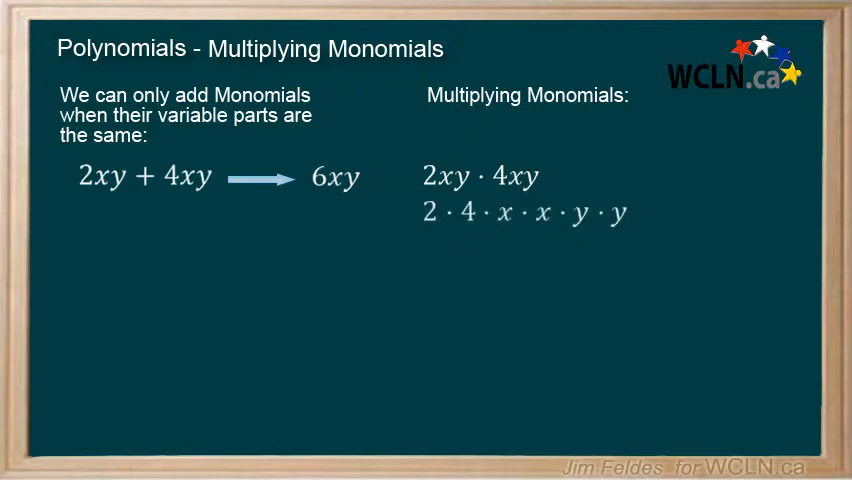 Polynomials - Multiplying Monomials
WCLN.ca
We can only add Monomials
when their variable parts are
the same:
2xy + 4xy → 6xy
Multiplying Monomials:
2xy · 4xy
2 · 4 · x · x · y · y
Jim Feldes for WCLN.ca